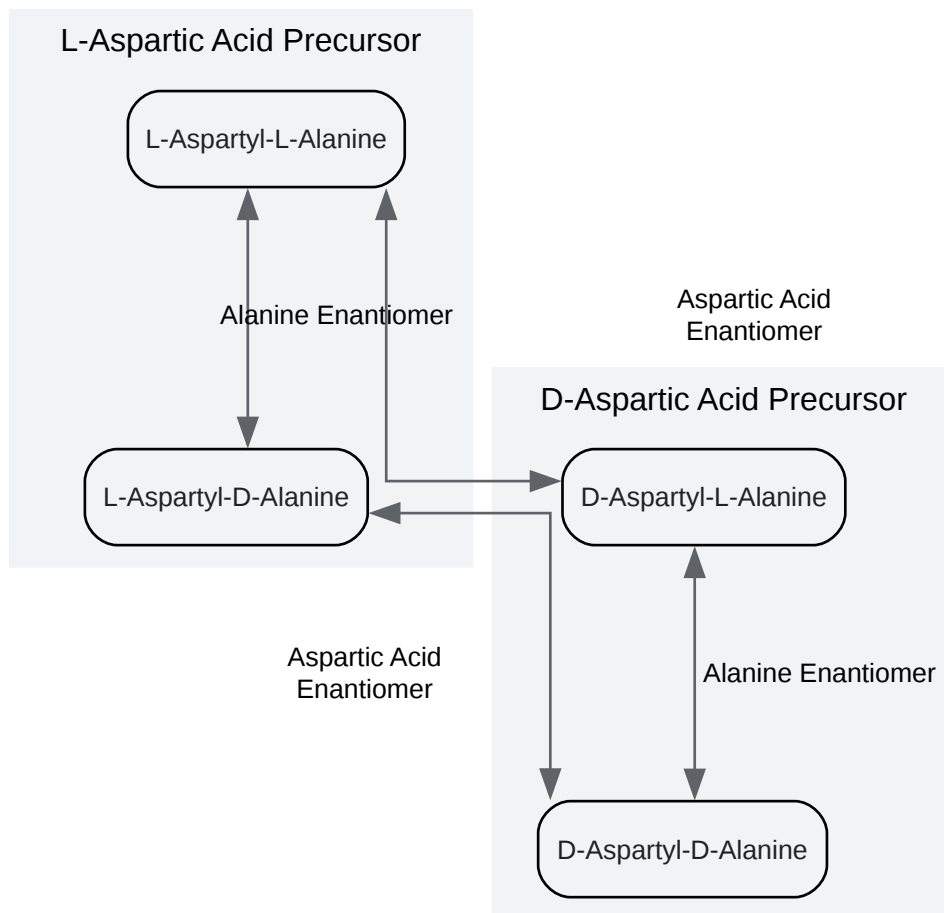 L-Aspartic Acid Precursor
L-Aspartyl-L-Alanine
Alanine Enantiomer
Aspartic Acid
Enantiomer
D-Aspartic Acid Precursor
L-Aspartyl-D-Alanine
D-Aspartyl-L-Alanine
Aspartic Acid
Enantiomer
Alanine Enantiomer
D-Aspartyl-D-Alanine